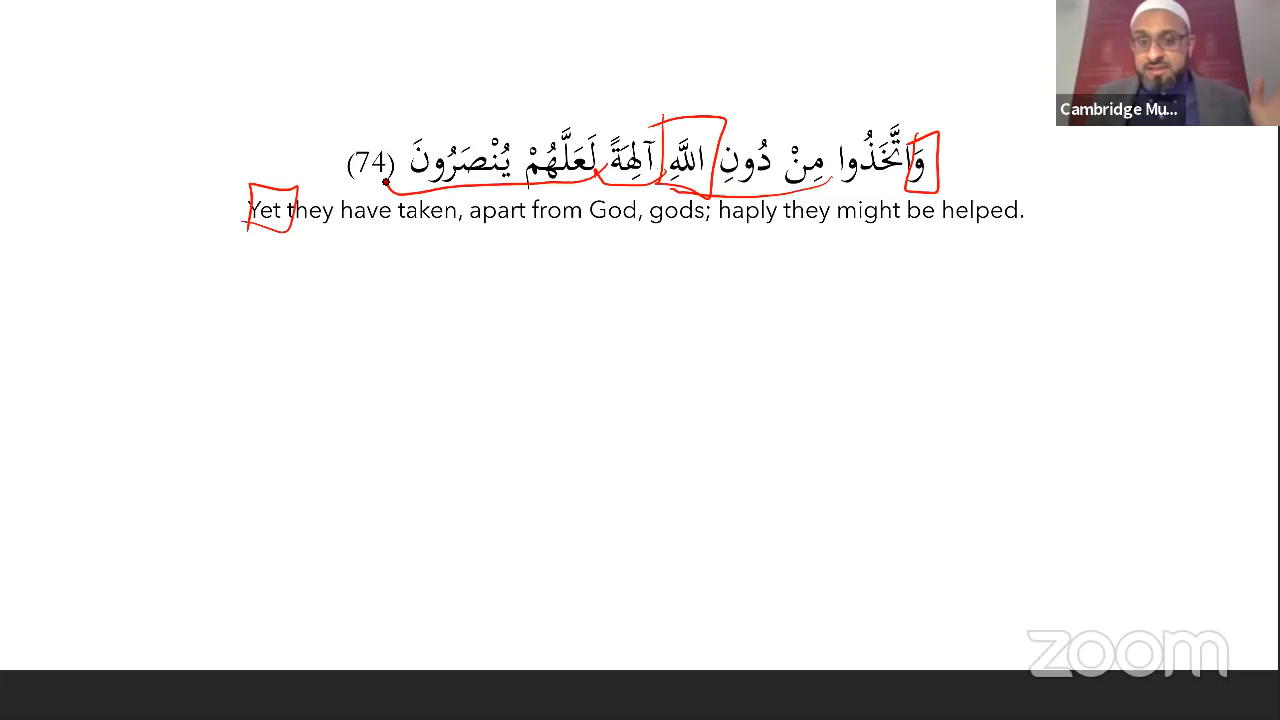 Cambridge Mu...
وَاتَّخَذُوا مِنْ دُونِ اللَّهِ آلِهَةً لَعَلَّهُمْ يُنْصَرُونَ (74)
Yet they have taken, apart from God, gods; haply they might be helped.
zoom